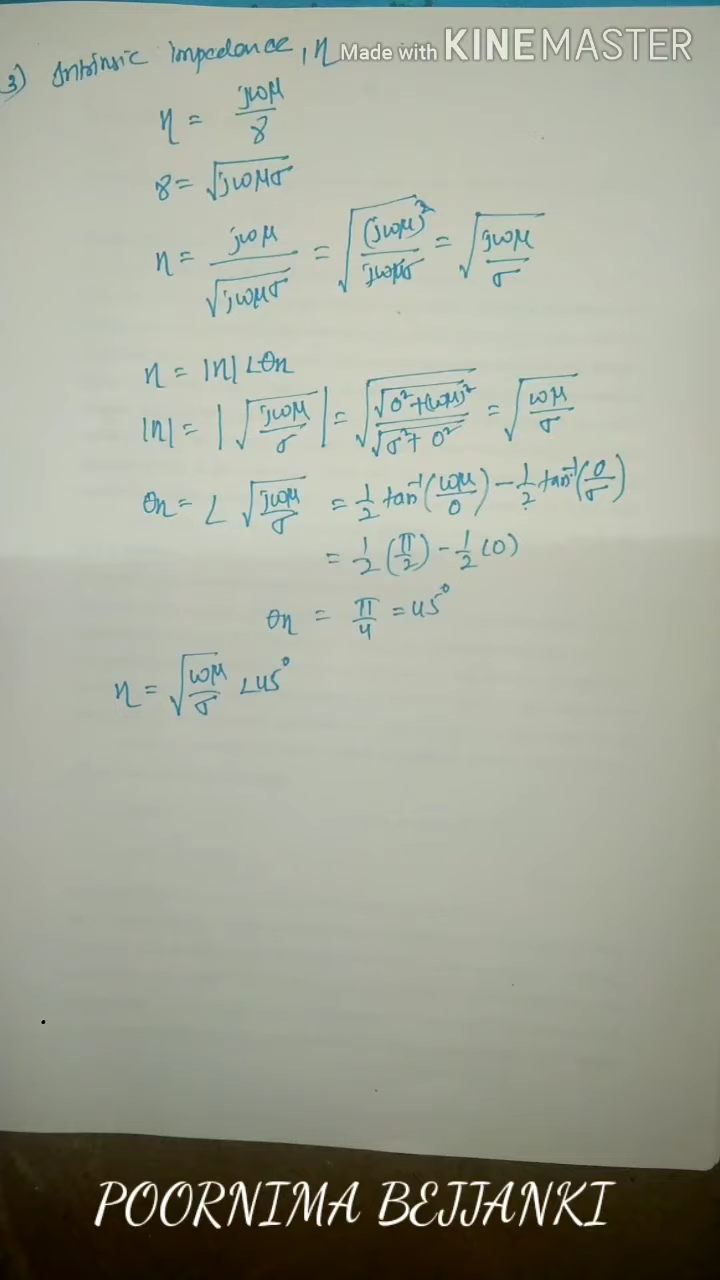 3) Intrinsic impedance, η Made with KINEMASTER
η = jωμ/γ
γ = √(jωμσ)
η = jωμ/√(jωμσ) = √((jωμ)²/jωμσ) = √(jωμ/σ)
η = |η| ∠θη
|η| = |√(jωμ/σ)| = √(√(0²+(ωμ)²)/√(σ²+0²)) = √(ωμ/σ)
θη = ∠ √(jωμ/σ) = 1/2 tan⁻¹(ωμ/0) - 1/2 tan⁻¹(0/σ)
= 1/2 (π/2) - 1/2 (0)
θη = π/4 = 45°
η = √(ωμ/σ) ∠45°
POORNIMA BEJJANKI